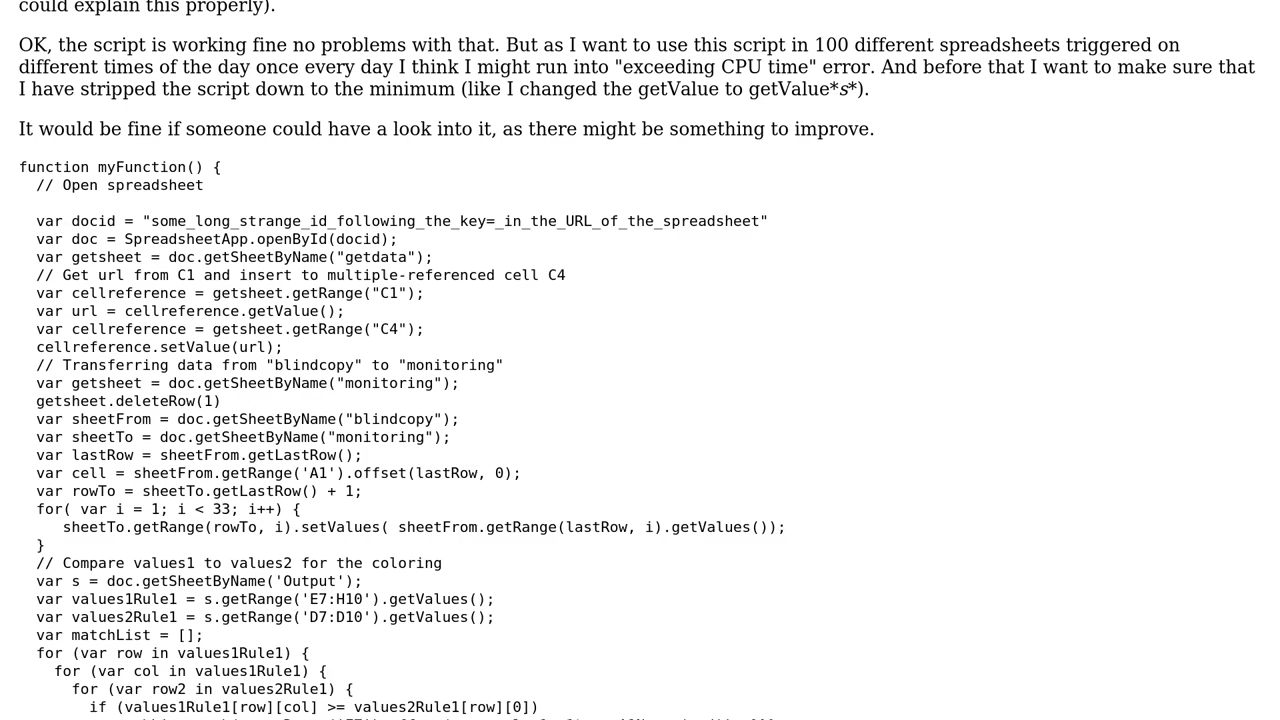 could explain this properly).
OK, the script is working fine no problems with that. But as I want to use this script in 100 different spreadsheets triggered on
different times of the day once every day I think I might run into "exceeding CPU time" error. And before that I want to make sure that
I have stripped the script down to the minimum (like I changed the getValue to getValue*s*).
It would be fine if someone could have a look into it, as there might be something to improve.
function myFunction() {
  // Open spreadsheet
  var docid = "some_long_strange_id_following_the_key=_in_the_URL_of_the_spreadsheet"
  var doc = SpreadsheetApp.openById(docid);
  var getsheet = doc.getSheetByName("getdata");
  // Get url from C1 and insert to multiple-referenced cell C4
  var cellreference = getsheet.getRange("C1");
  var url = cellreference.getValue();
  var cellreference = getsheet.getRange("C4");
  cellreference.setValue(url);
  // Transferring data from "blindcopy" to "monitoring"
  var getsheet = doc.getSheetByName("monitoring");
  getsheet.deleteRow(1)
  var sheetFrom = doc.getSheetByName("blindcopy");
  var sheetTo = doc.getSheetByName("monitoring");
  var lastRow = sheetFrom.getLastRow();
  var cell = sheetFrom.getRange('A1').offset(lastRow, 0);
  var rowTo = sheetTo.getLastRow() + 1;
  for( var i = 1; i < 33; i++) {
     sheetTo.getRange(rowTo, i).setValues( sheetFrom.getRange(lastRow, i).getValues());
  }
  // Compare values1 to values2 for the coloring
  var s = doc.getSheetByName('Output');
  var values1Rule1 = s.getRange('E7:H10').getValues();
  var values2Rule1 = s.getRange('D7:D10').getValues();
  var matchList = [];
  for (var row in values1Rule1) {
    for (var col in values1Rule1) {
      for (var row2 in values2Rule1) {
        if (values1Rule1[row][col] >= values2Rule1[row][0])